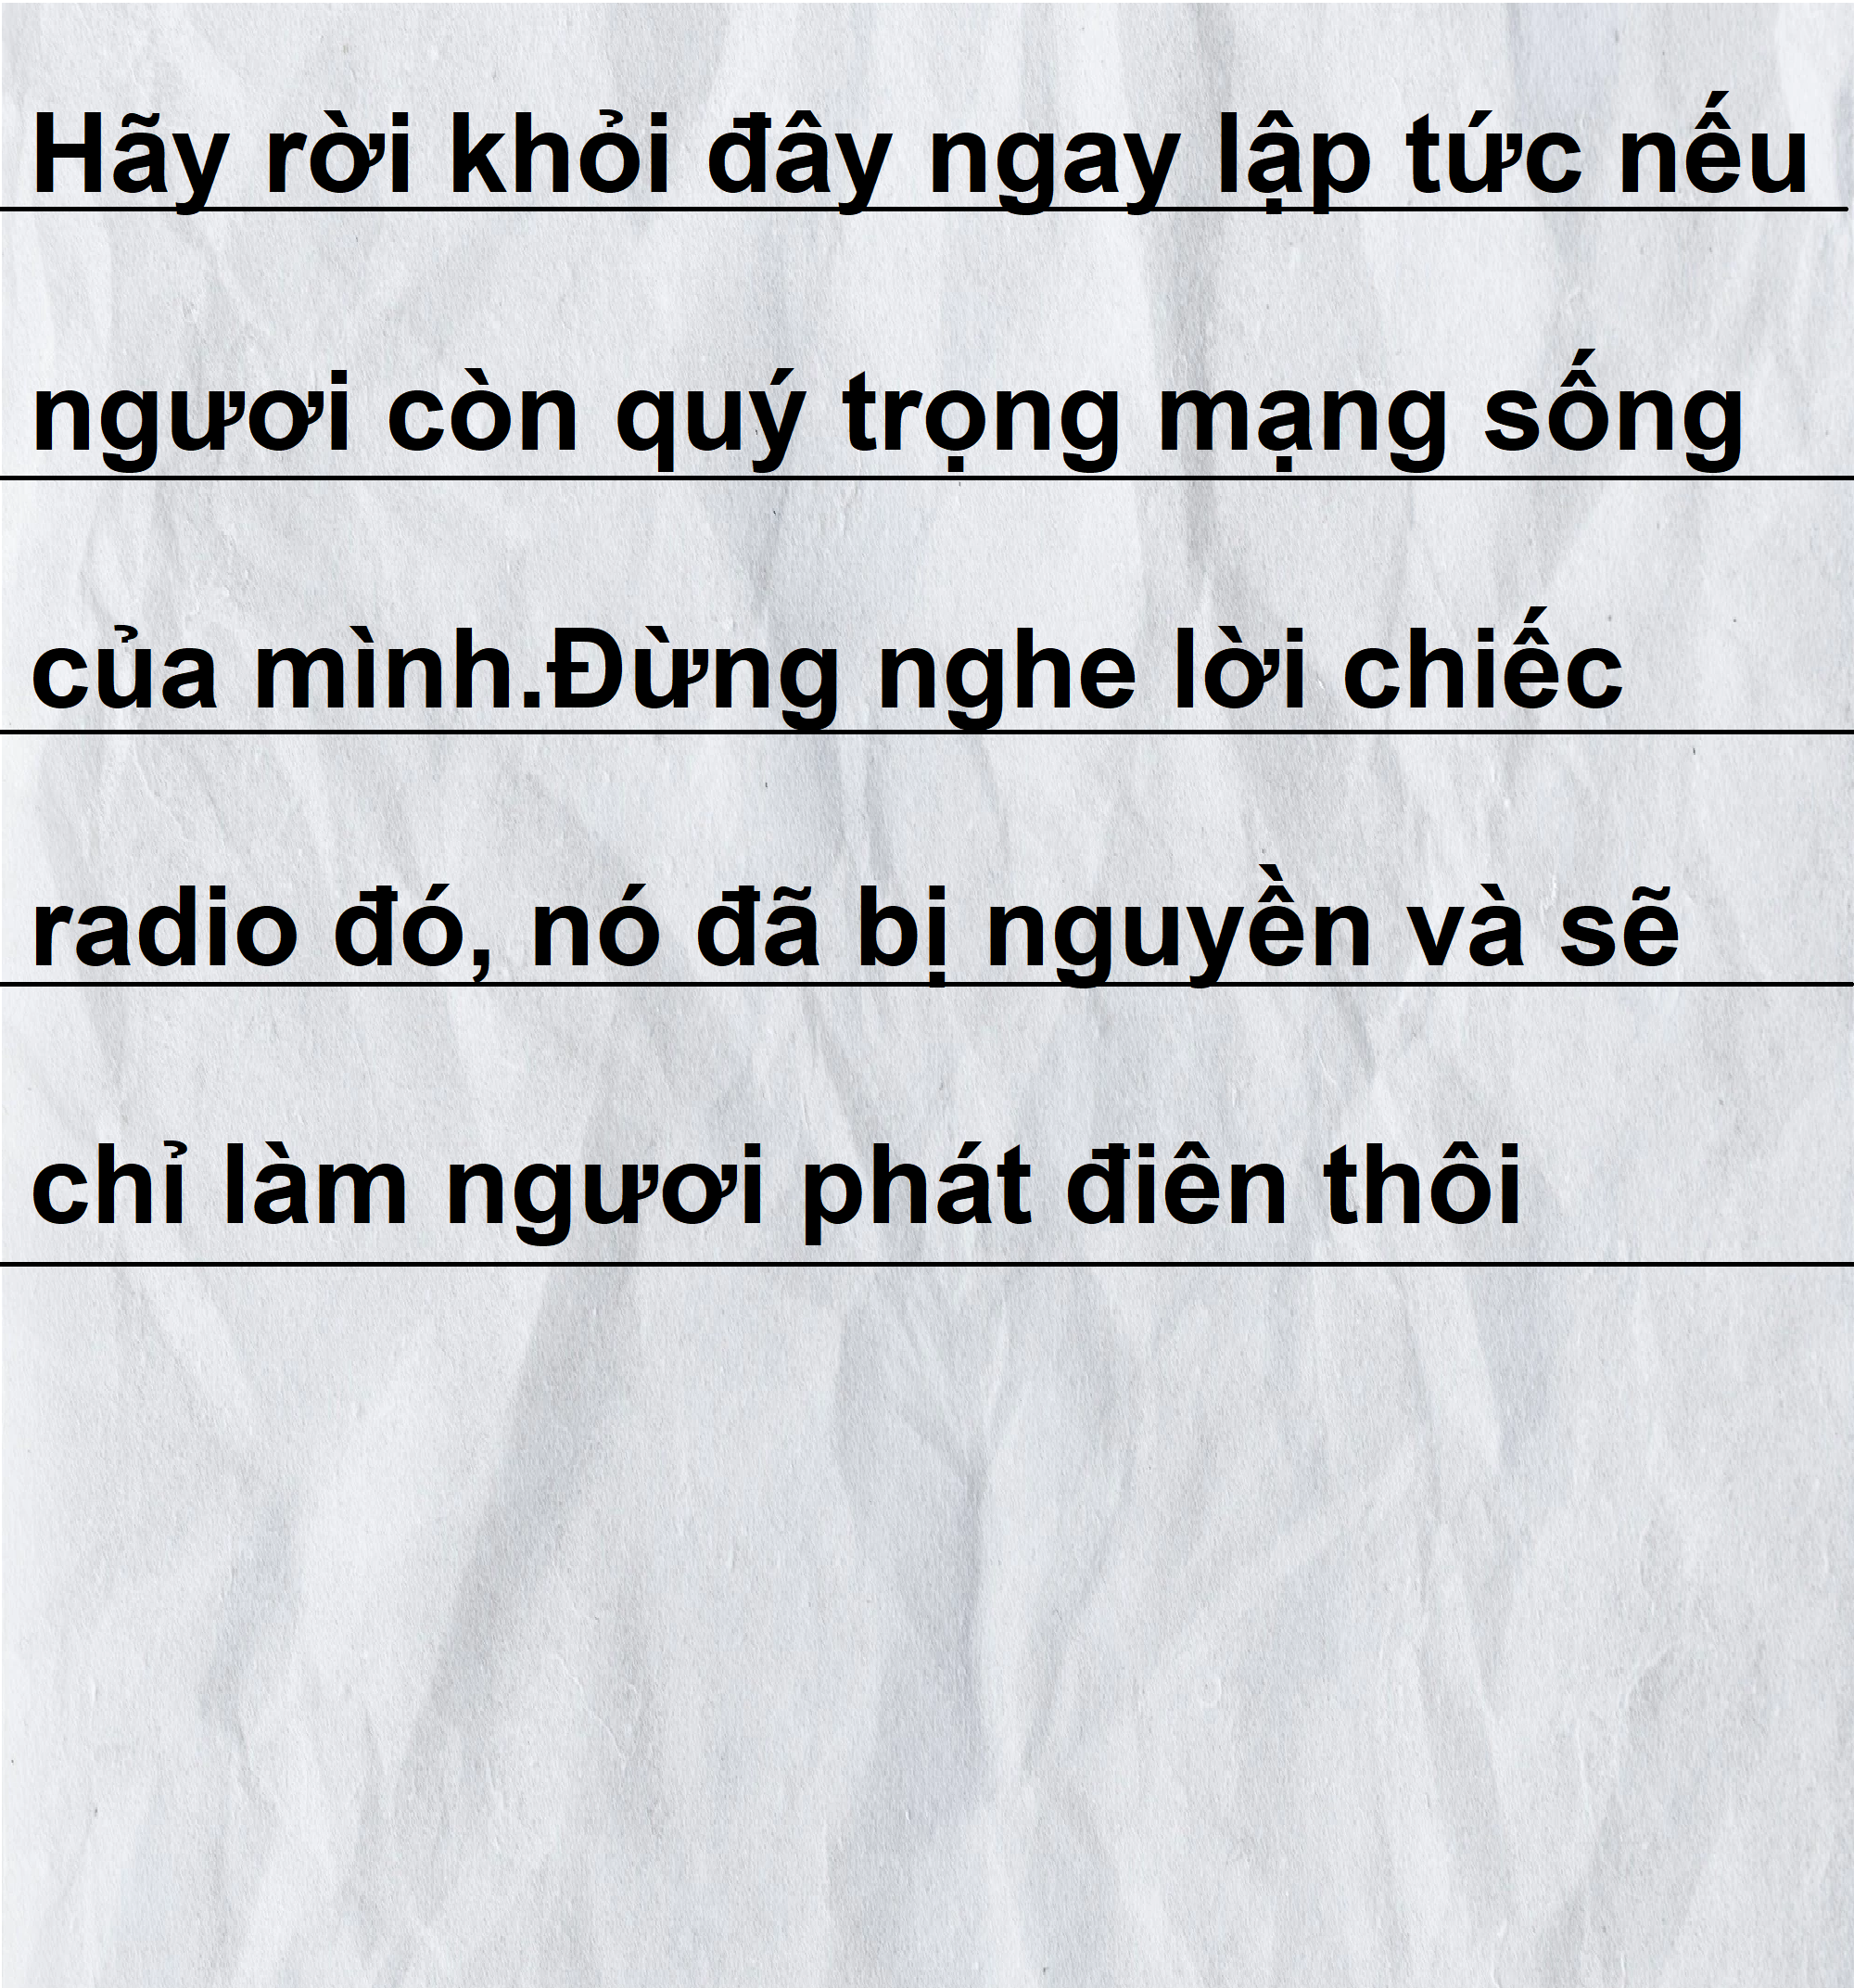 Hãy rời khỏi đây ngay lập tức nếu
ngươi còn quý trọng mạng sống
của mình.Đừng nghe lời chiếc
radio đó, nó đã bị nguyền và sẽ
chỉ làm ngươi phát điên thôi